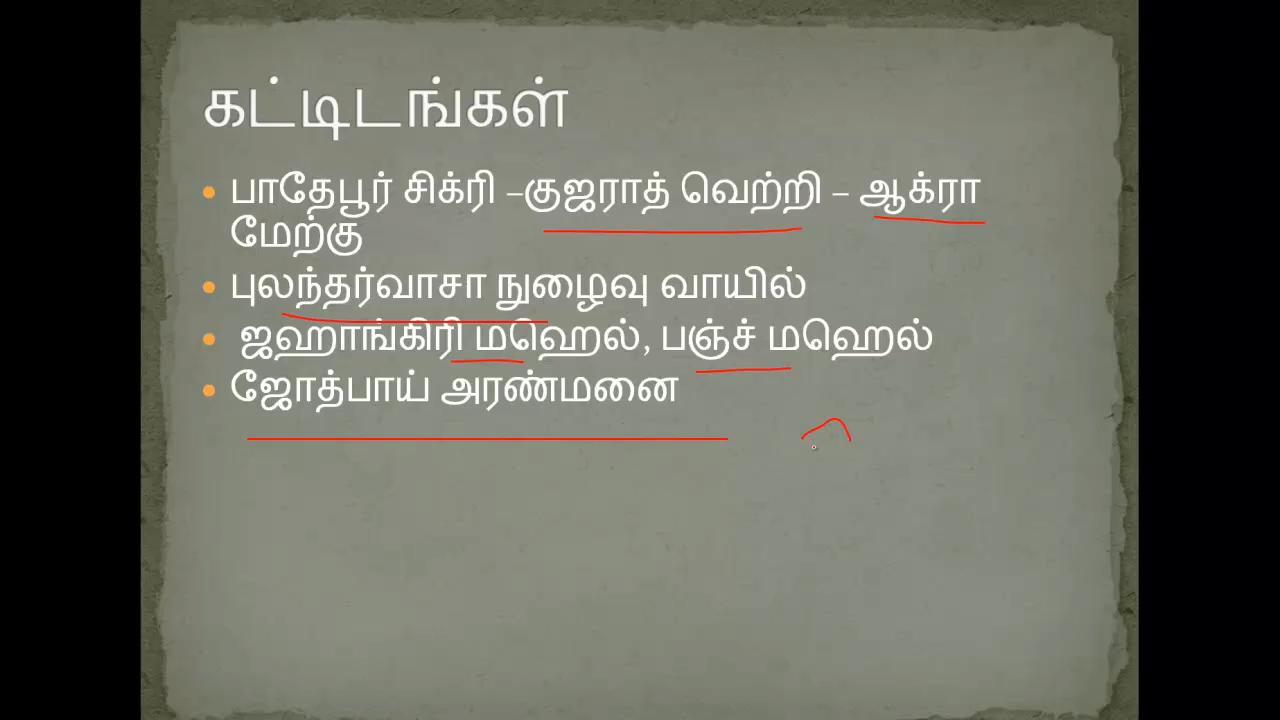 கட்டிடங்கள்
• பாதேபூர் சிக்ரி –குஜராத் வெற்றி – ஆக்ரா
மேற்கு
• புலந்தர்வாசா நுழைவு வாயில்
• ஜஹாங்கிரி மஹெல், பஞ்ச் மஹெல்
• ஜோத்பாய் அரண்மனை